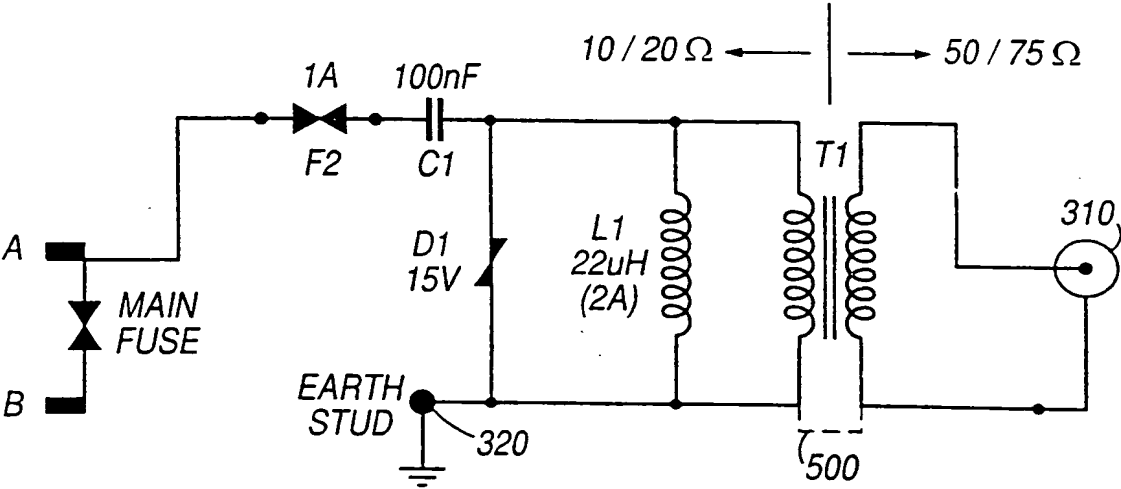 10 / 20 Ω
50 / 75 Ω
1A
100nF
F2
C1
T1
310
A
D1
15V
L1
22uH
(2A)
MAIN
FUSE
B
EARTH
STUD
320
500